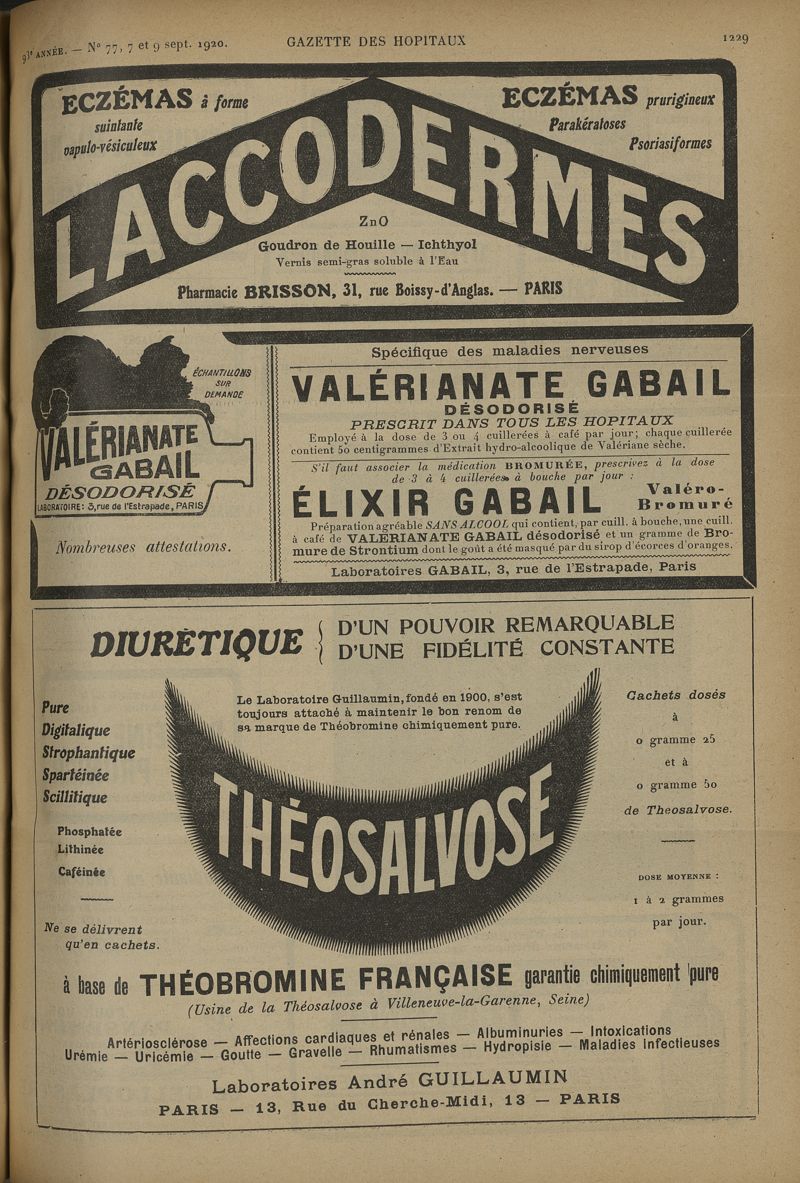 93e ANNÉE. — No 77, 7 et 9 sept. 1920.
GAZETTE DES HOPITAUX
1229
ECZÉMAS à forme
suintante
papulo-vésiculeux
ECZÉMAS prurigineux
Parakératoses
Psoriasiformes
LACCODERMES
ZnO
Goudron de Houille — Ichthyol
Vernis semi-gras soluble à l'Eau
Pharmacie BRISSON, 31, rue Boissy-d'Anglas. — PARIS
ÉCHANTILLONS
SUR
DEMANDE
VALÉRIANATE
GABAIL
DÉSODORISÉ
LABORATOIRE: 3, rue de l'Estrapade, PARIS
Nombreuses attestations.
Spécifique des maladies nerveuses
VALÉRIANATE GABAIL
DÉSODORISÉ
PRESCRIT DANS TOUS LES HOPITAUX
Employé à la dose de 3 ou 4 cuillerées à café par jour; chaque cuillerée
contient 50 centigrammes d'Extrait hydro-alcoolique de Valériane sèche.
S'il faut associer la médication BROMURÉE, prescrivez à la dose
de 3 à 4 cuillerées à bouche par jour :
ÉLIXIR GABAIL Valéro-
Bromuré
Préparation agréable SANS ALCOOL qui contient, par cuill. à bouche, une cuill.
à café de VALÉRIANATE GABAIL désodorisé et un gramme de Bro-
mure de Strontium dont le goût a été masqué par du sirop d'écorces d'oranges.
Laboratoires GABAIL, 3, rue de l'Estrapade, Paris
DIURÉTIQUE { D'UN POUVOIR REMARQUABLE
D'UNE FIDÉLITÉ CONSTANTE
Le Laboratoire Guillaumin, fondé en 1900, s'est
toujours attaché à maintenir le bon renom de
sa marque de Théobromine chimiquement pure.
Pure
Digitalique
Strophantique
Spartéinée
Scillitique
Phosphatée
Lithinée
Caféinée
Ne se délivrent
qu'en cachets.
THÉOSALVOSE
Cachets dosés
à
0 gramme 25
et à
0 gramme 50
de Theosalvose.
DOSE MOYENNE :
1 à 2 grammes
par jour.
à base de THÉOBROMINE FRANÇAISE garantie chimiquement pure
(Usine de la Théosalvose à Villeneuve-la-Garenne, Seine)
Artériosclérose — Affections cardiaques et rénales — Albuminuries — Intoxications
Urémie — Uricémie — Goutte — Gravelle — Rhumatismes — Hydropisie — Maladies Infectieuses
Laboratoires André GUILLAUMIN
PARIS — 13, Rue du Cherche-Midi, 13 — PARIS